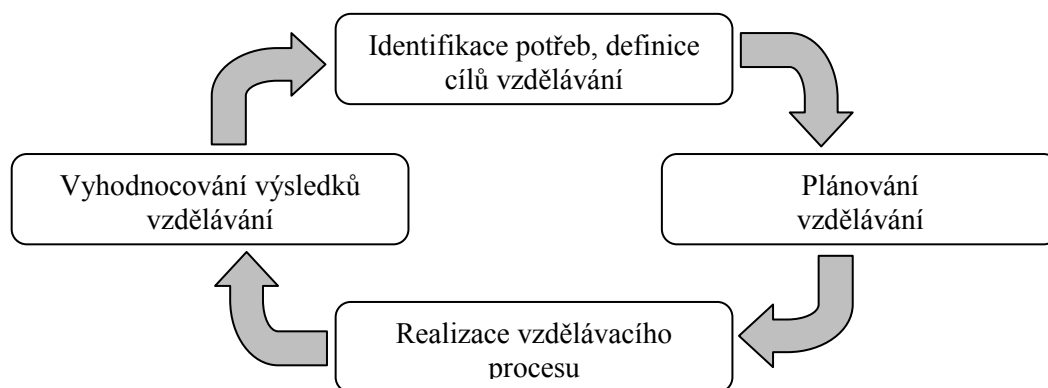 Identifikace potřeb, definice
cílů vzdělávání
Vyhodnocování výsledků
vzdělávání
Plánování
vzdělávání
Realizace vzdělávacího
procesu